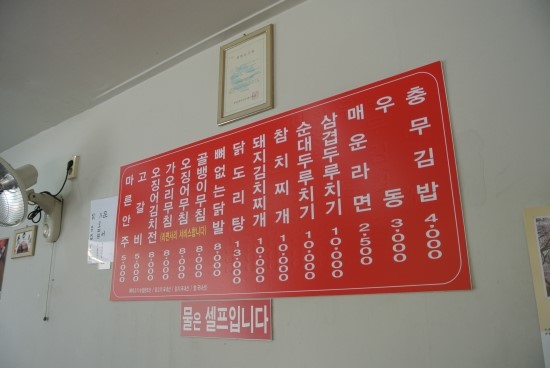 충무김밥 4.000
우동 3.000
매운라면 2.500
삼겹두루치기 10.000
순대두루치기 10.000
참치찌개 10.000
돼지김치찌개 10.000
닭도리탕
뼈없는닭발 8.000
골뱅이무침 8.000
오징어무침 8.000
가오리무침 8.000
오징어김치전 8.000
고갈비 5.000
마른안주 5.000
물은 셀프입니다